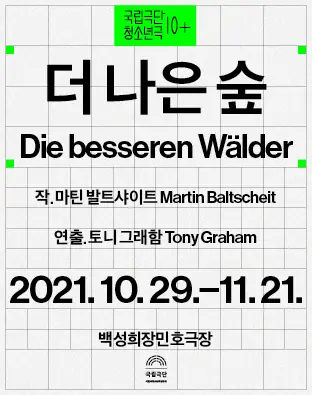 국립극단
청소년극 10+
더 나은 숲
Die besseren Wälder
작. 마틴 발트샤이트 Martin Baltscheit
연출. 토니 그래함 Tony Graham
2021. 10. 29.–11. 21.
백성희장민호극장
국립극단